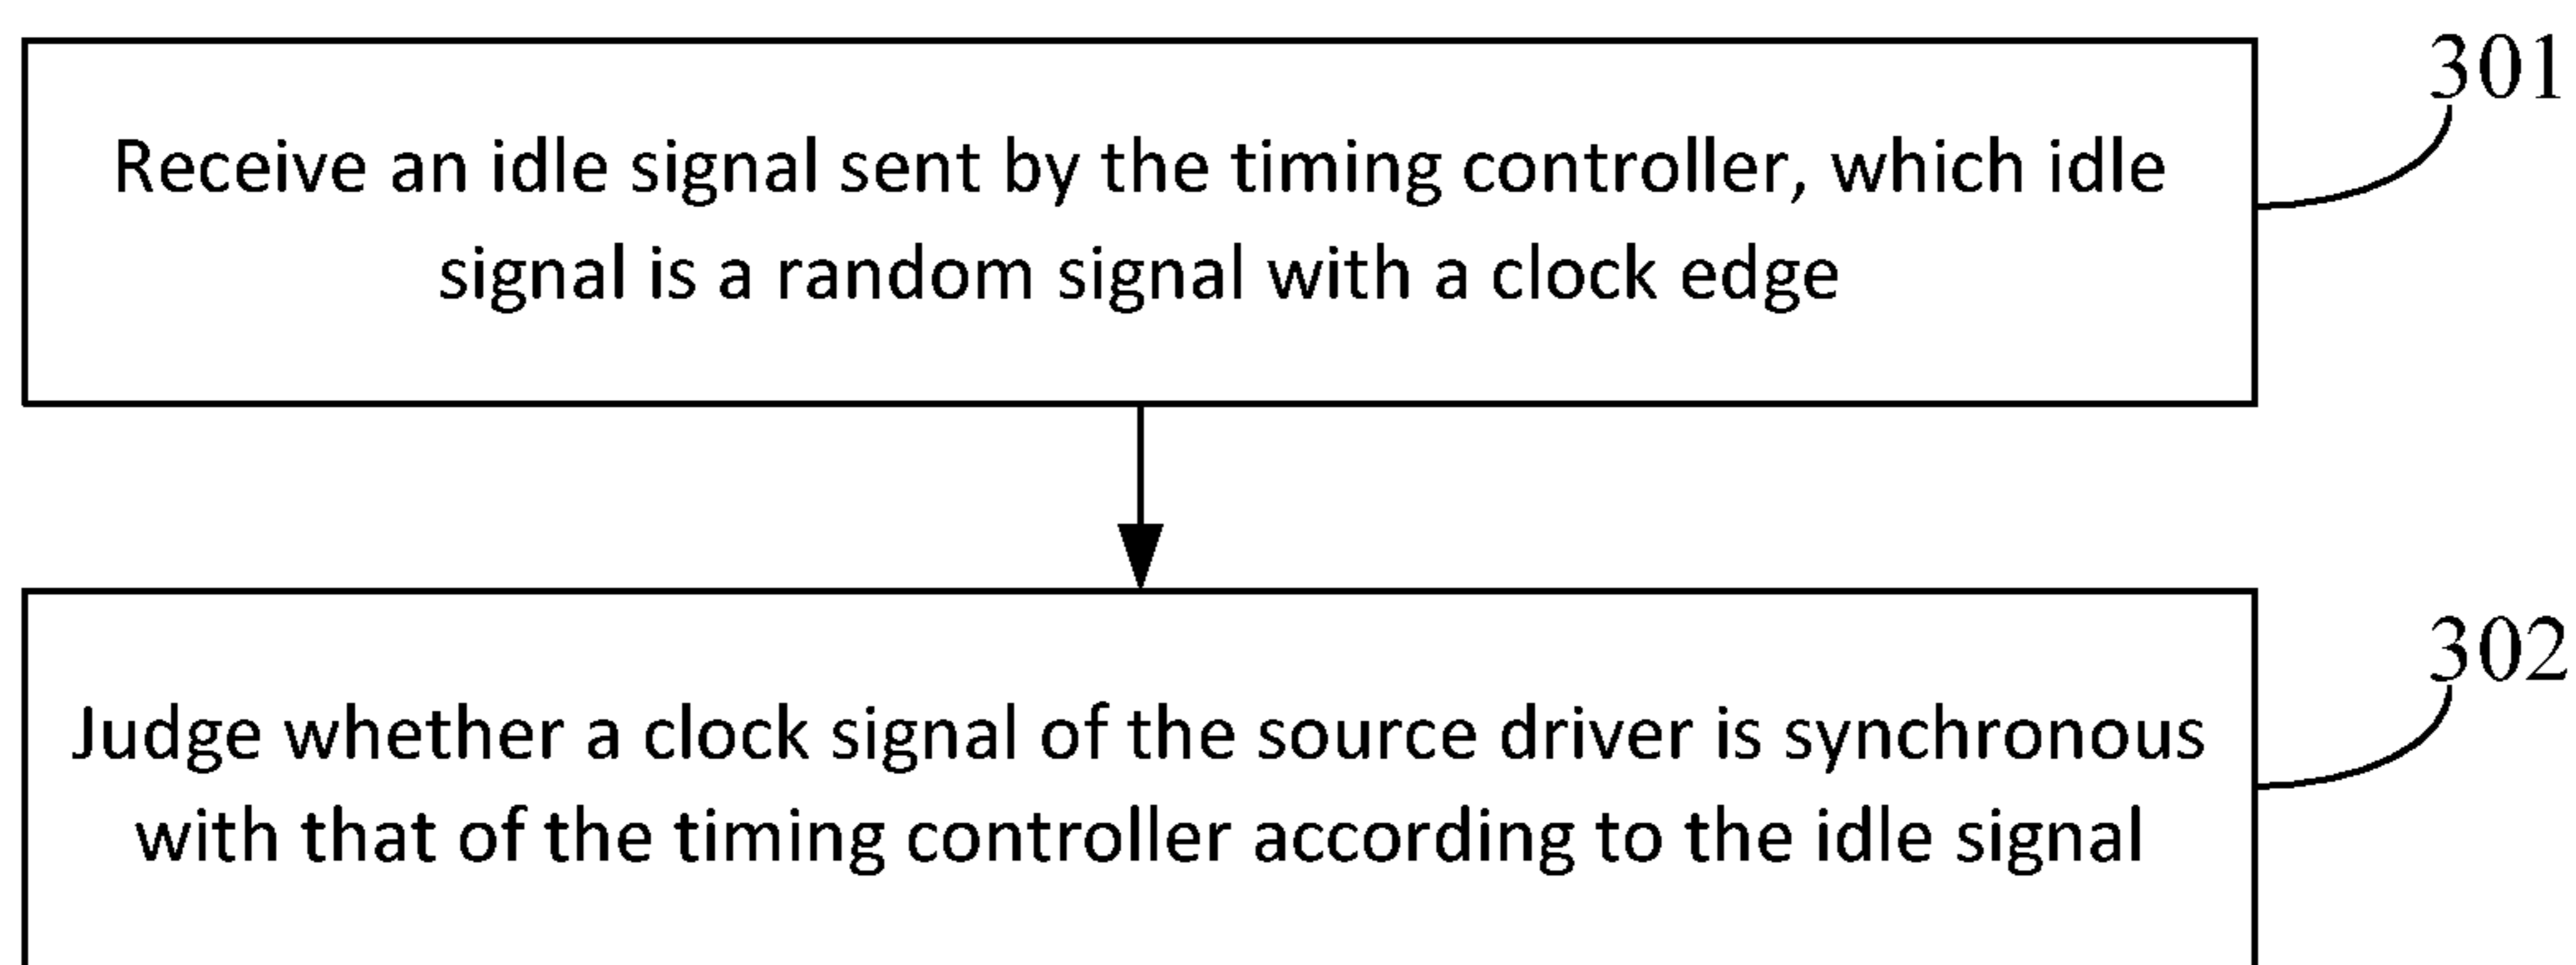 301
Receive an idle signal sent by the timing controller, which idle
signal is a random signal with a clock edge
302
Judge whether a clock signal of the source driver is synchronous
with that of the timing controller according to the idle signal